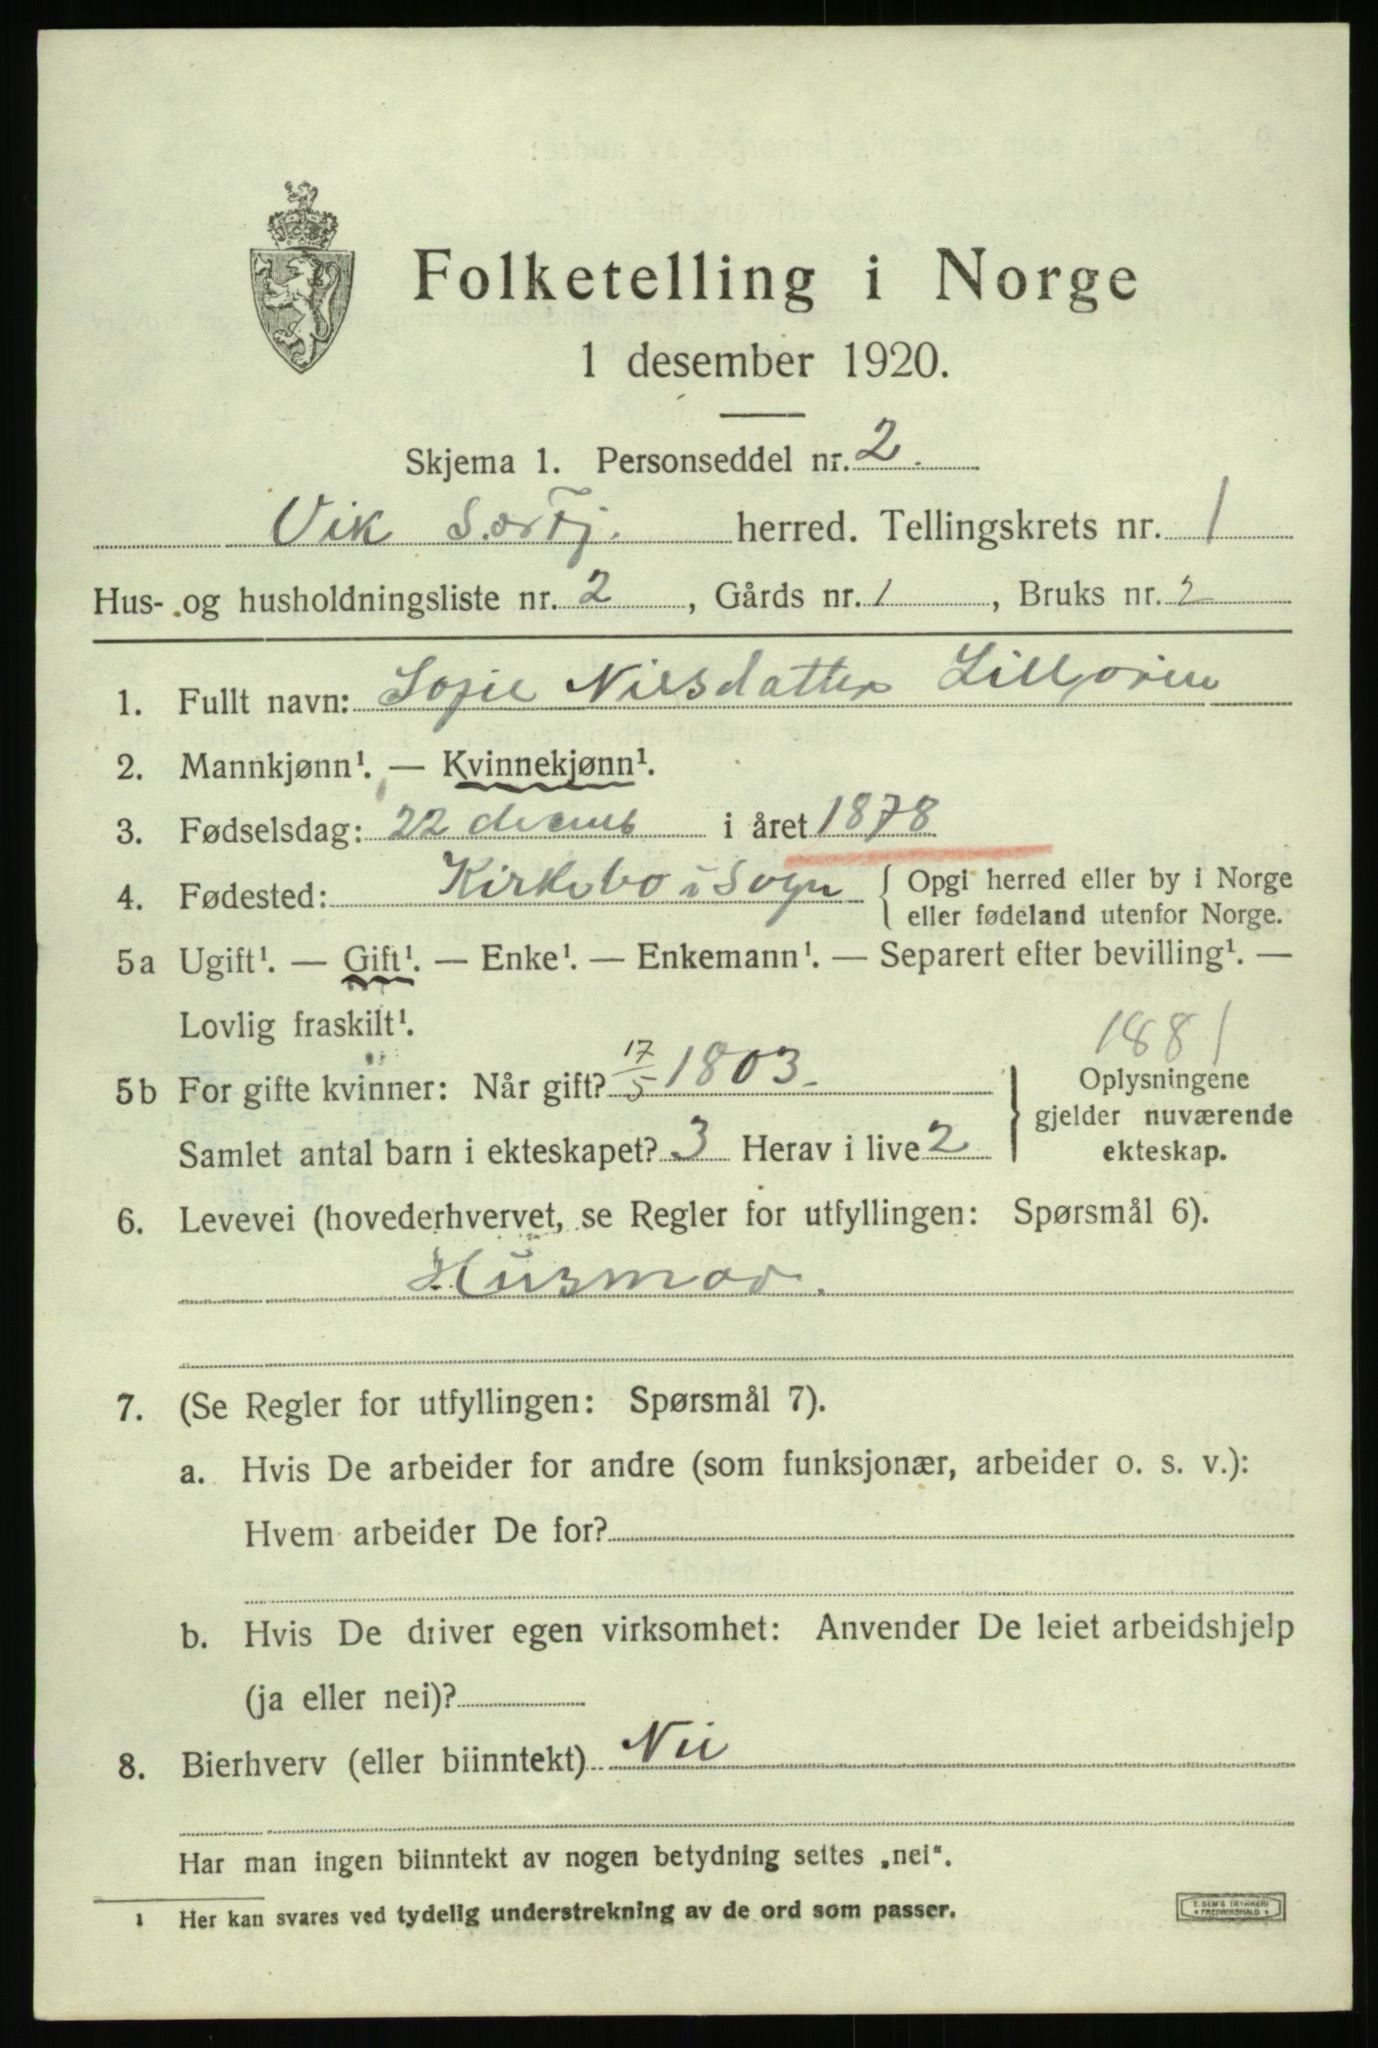 Folketelling i Norge
1 desember 1920.
Skjema 1. Personseddel nr. 2.
Vik S. og Fj. herred. Tellingskrets nr. 1
Hus- og husholdningsliste nr. 2, Gårds nr. 1, Bruks nr. 2
1. Fullt navn: Sofie Nilsdatter Lilløren
2. Mannkjønn¹. — Kvinnekjønn¹.
3. Fødselsdag: 22 decemb i året 1878
4. Fødested: Kirkebø i Sogn { Opgi herred eller by i Norge
eller fødeland utenfor Norge.
5a Ugift¹. — Gift¹. — Enke¹. — Enkemann¹. — Separert efter bevilling¹. —
Lovlig fraskilt¹.
1881
5b For gifte kvinner: Når gift? 17/5 1803. } Oplysningene
gjelder nuværende
Samlet antal barn i ekteskapet? 3 Herav i live 2 ekteskap.
6. Levevei (hovederhvervet, se Regler for utfyllingen: Spørsmål 6).
Husmor.
7. (Se Regler for utfyllingen: Spørsmål 7).
a. Hvis De arbeider for andre (som funksjonær, arbeider o. s. v.):
Hvem arbeider De for?
b. Hvis De driver egen virksomhet: Anvender De leiet arbeidshjelp
(ja eller nei)?
8. Bierhverv (eller biinntekt) Nei
Har man ingen biinntekt av nogen betydning settes „nei“.
¹ Her kan svares ved tydelig understrekning av de ord som passer.
E. SEM'S TRYKKERI
* FREDRIKSHALD *